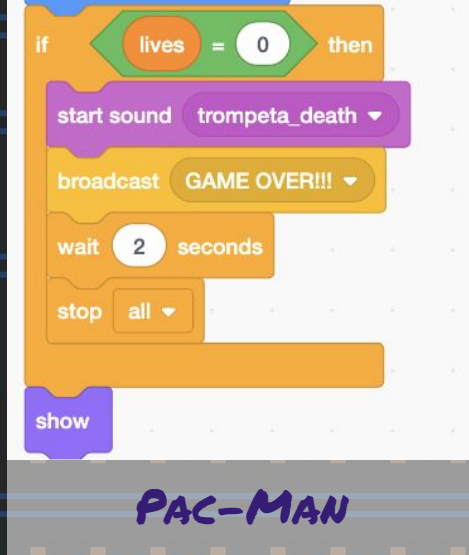 if lives = 0 then
start sound trompeta_death
broadcast GAME OVER!!!
wait 2 seconds
stop all
show
PAC-MAN